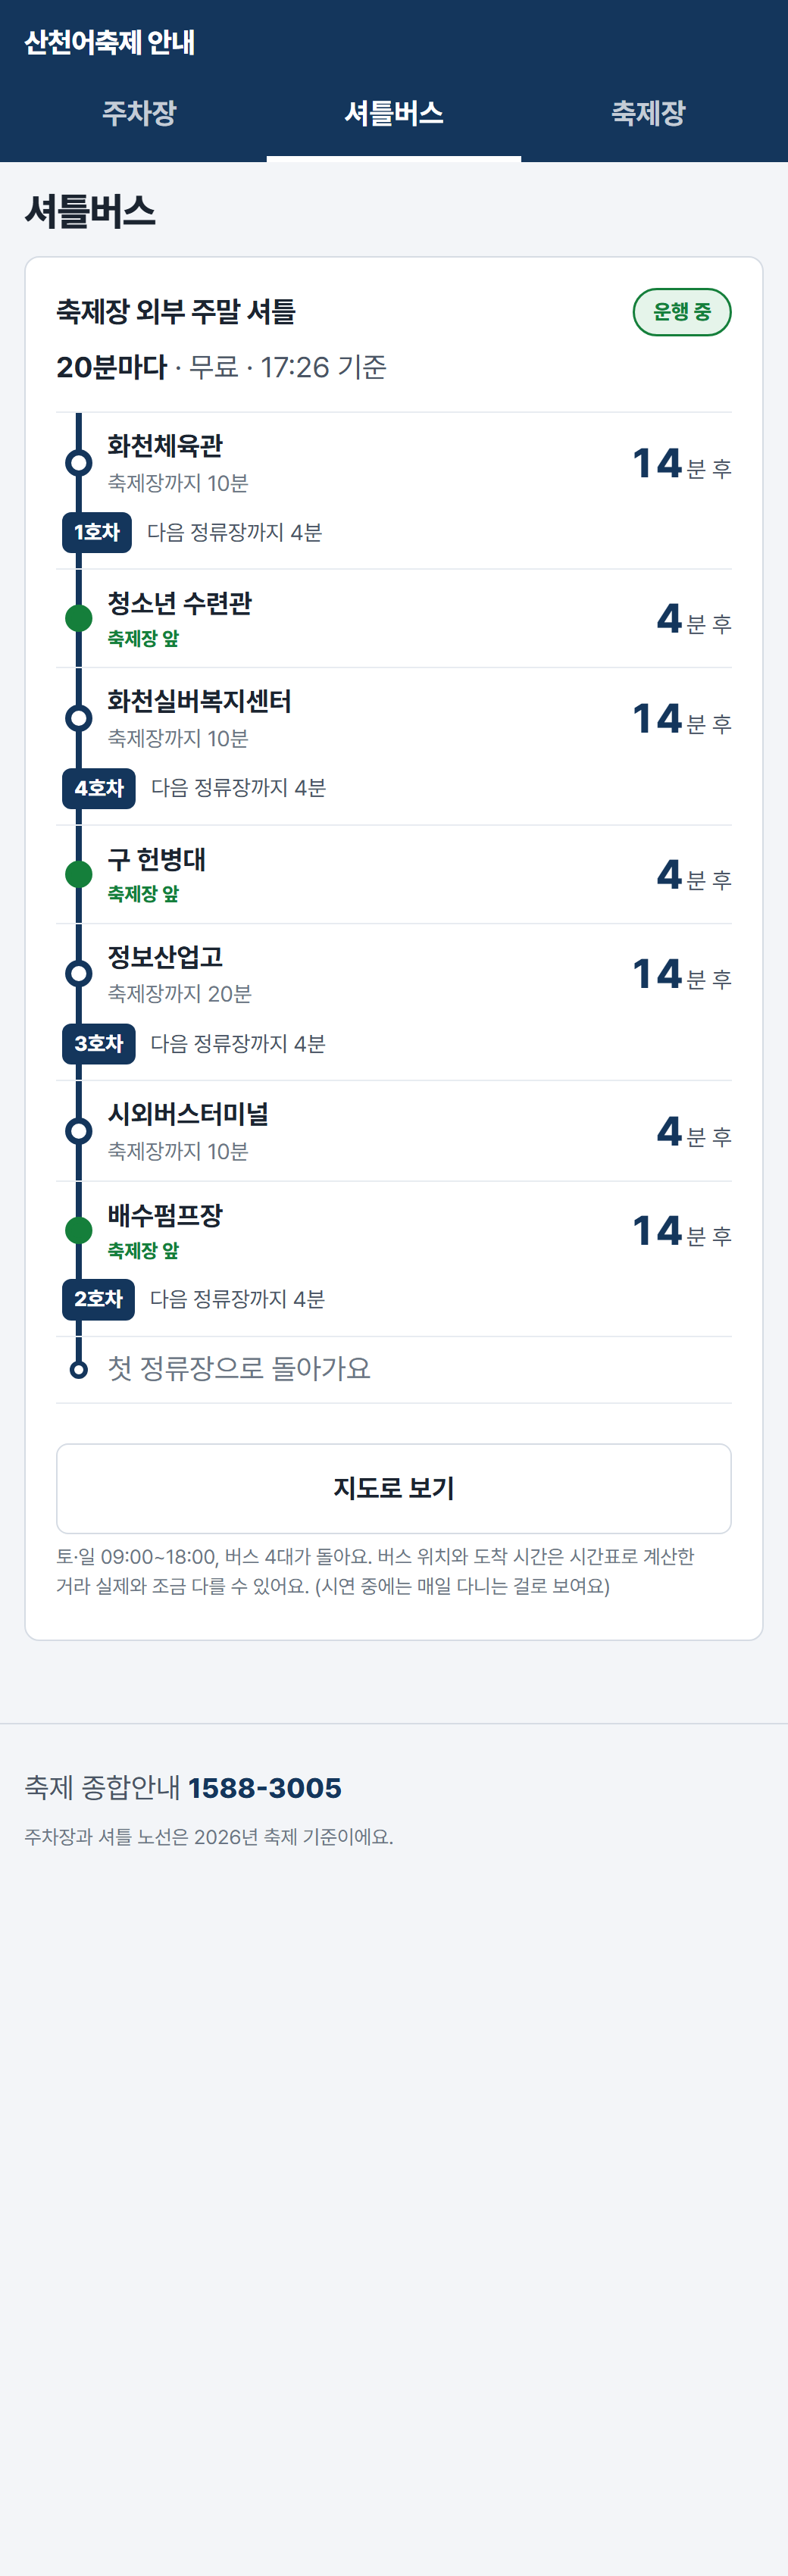 산천어축제 안내
주차장 셔틀버스 축제장
셔틀버스
축제장 외부 주말 셔틀 운행 중
20분마다 · 무료 · 17:26 기준
화천체육관
축제장까지 10분
14분 후
1호차 다음 정류장까지 4분
청소년 수련관
축제장 앞
4분 후
화천실버복지센터
축제장까지 10분
14분 후
4호차 다음 정류장까지 4분
구 헌병대
축제장 앞
4분 후
정보산업고
축제장까지 20분
14분 후
3호차 다음 정류장까지 4분
시외버스터미널
축제장까지 10분
4분 후
배수펌프장
축제장 앞
14분 후
2호차 다음 정류장까지 4분
첫 정류장으로 돌아가요
지도로 보기
토·일 09:00~18:00, 버스 4대가 돌아요. 버스 위치와 도착 시간은 시간표로 계산한
거라 실제와 조금 다를 수 있어요. (시연 중에는 매일 다니는 걸로 보여요)
축제 종합안내 1588-3005
주차장과 셔틀 노선은 2026년 축제 기준이에요.